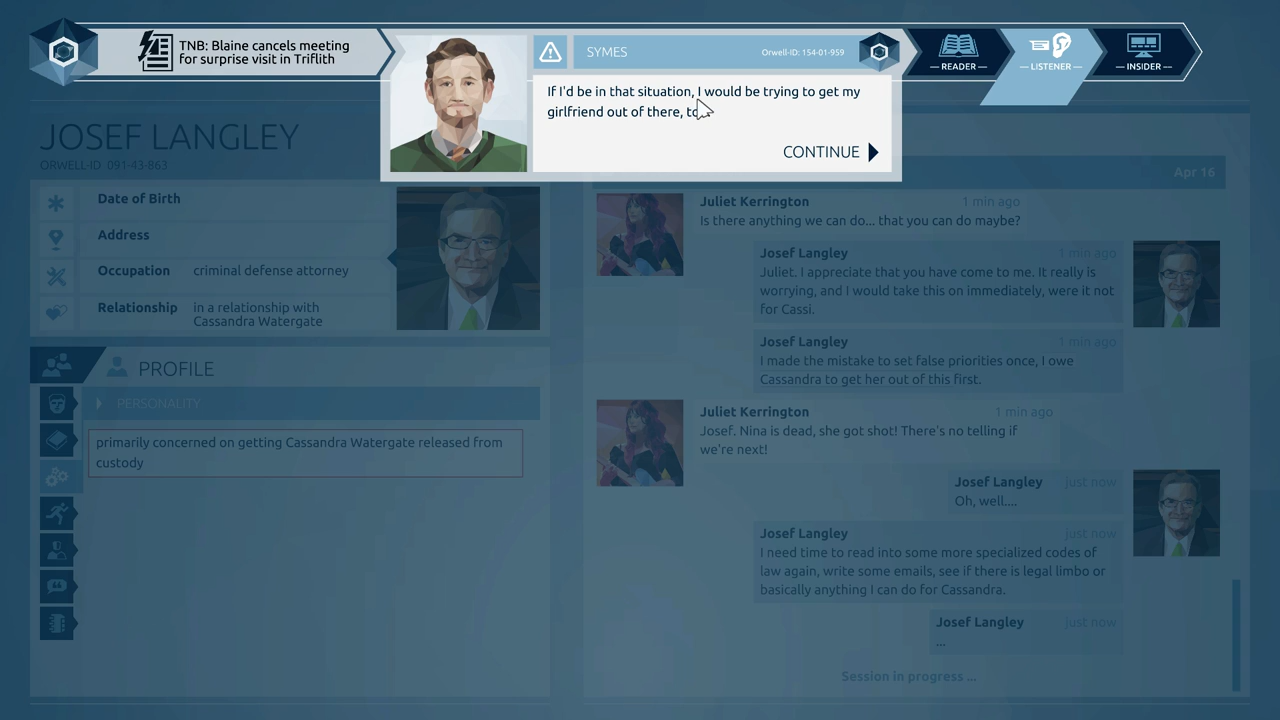 TNB: Blaine cancels meeting
for surprise visit in Triflith
SYMES
Orwell-ID: 154-01-959
If I'd be in that situation, I would be trying to get my
girlfriend out of there, to
CONTINUE
— READER —
— LISTENER —
— INSIDER —
JOSEF LANGLEY
ORWELL-ID 091-43-863
Date of Birth
Address
Occupation criminal defense attorney
Relationship in a relationship with
Cassandra Watergate
PROFILE
PERSONALITY
primarily concerned on getting Cassandra Watergate released from
custody
Apr 16
Juliet Kerrington 1 min ago
Is there anything we can do... that you can do maybe?
Josef Langley 1 min ago
Juliet. I appreciate that you have come to me. It really is
worrying, and I would take this on immediately, were it not
for Cassi.
Josef Langley 1 min ago
I made the mistake to set false priorities once, I owe
Cassandra to get her out of this first.
Juliet Kerrington 1 min ago
Josef. Nina is dead, she got shot! There's no telling if
we're next!
Josef Langley just now
Oh, well....
Josef Langley just now
I need time to read into some more specialized codes of
law again, write some emails, see if there is legal limbo or
basically anything I can do for Cassandra.
Josef Langley just now
...
Session in progress ...